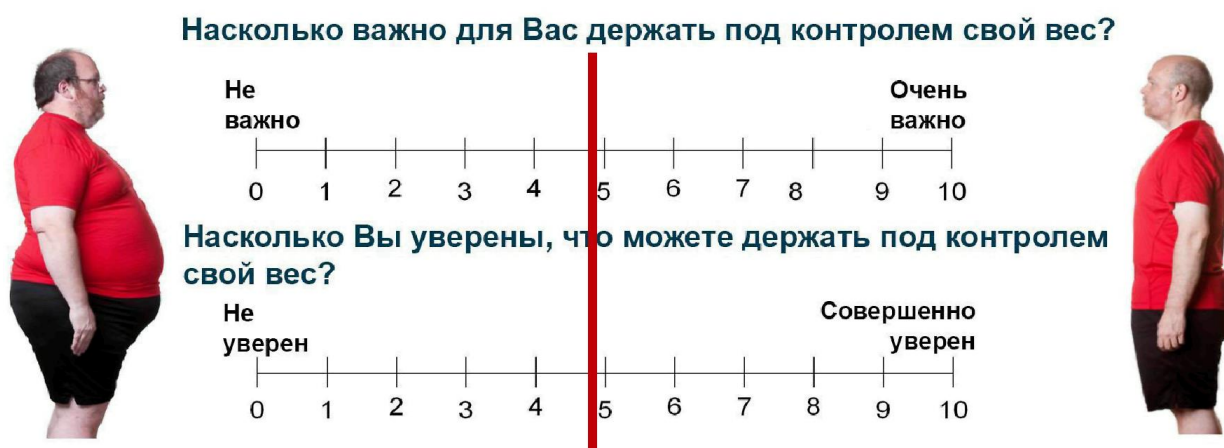 Насколько важно для Вас держать под контролем свой вес?
Не важно
Очень важно
0 1 2 3 4 5 6 7 8 9 10
Насколько Вы уверены, что можете держать под контролем
свой вес?
Не уверен
Совершенно уверен
0 1 2 3 4 5 6 7 8 9 10